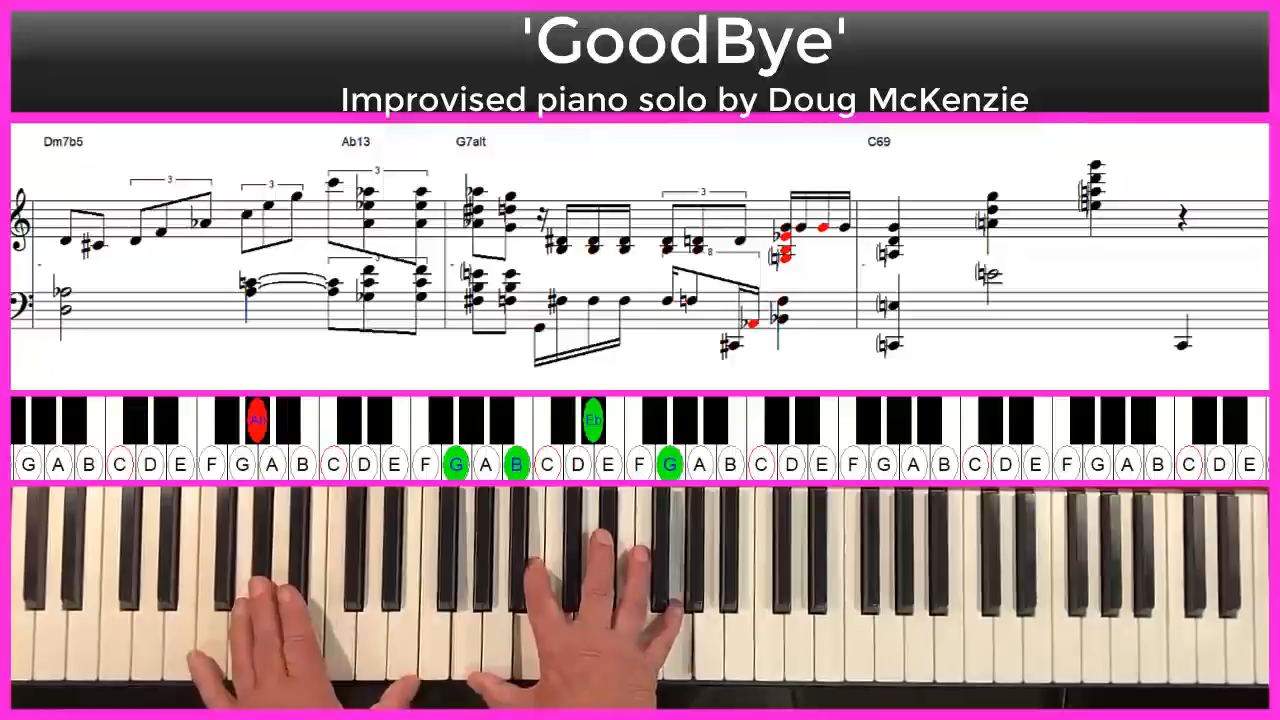 'GoodBye'
Improvised piano solo by Doug McKenzie
Dm7b5 Ab13 G7alt C69
3 3 3 3
3 8
Ab Eb
G A B C D E F G A B C D E F G A B C D E F G A B C D E F G A B C D E F G A B C D E